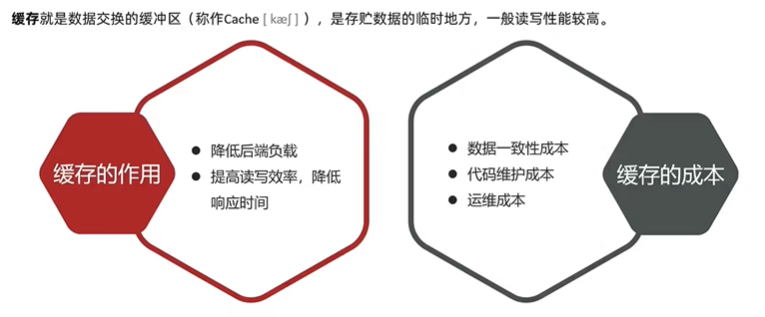 缓存就是数据交换的缓冲区（称作Cache [ kæʃ ] ），是存贮数据的临时地方，一般读写性能较高。
缓存的作用
● 降低后端负载
● 提高读写效率，降低
响应时间
● 数据一致性成本
● 代码维护成本
● 运维成本
缓存的成本